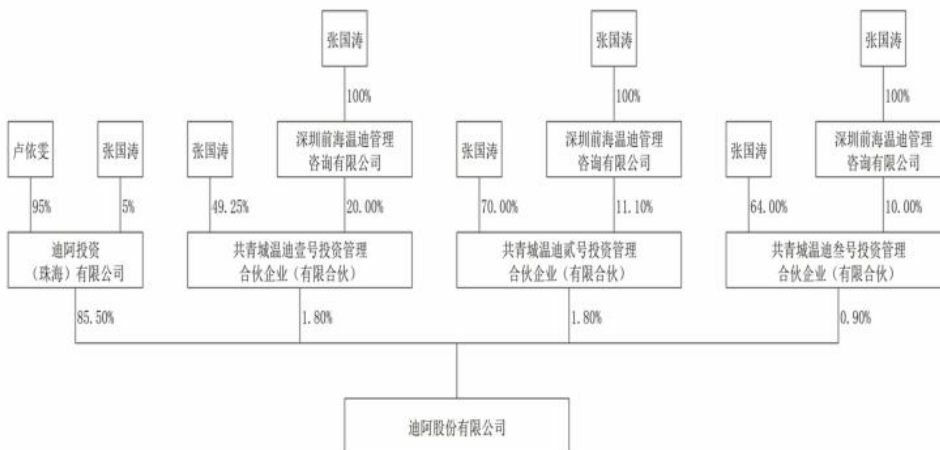 张国涛
张国涛
张国涛
100%
100%
100%
卢依雯
张国涛
张国涛
深圳前海温迪管理
咨询有限公司
张国涛
深圳前海温迪管理
咨询有限公司
张国涛
深圳前海温迪管理
咨询有限公司
95%
5%
49.25%
20.00%
70.00%
11.10%
64.00%
10.00%
迪阿投资
（珠海）有限公司
共青城温迪壹号投资管理
合伙企业（有限合伙）
共青城温迪贰号投资管理
合伙企业（有限合伙）
共青城温迪叁号投资管理
合伙企业（有限合伙）
85.50%
1.80%
1.80%
0.90%
迪阿股份有限公司